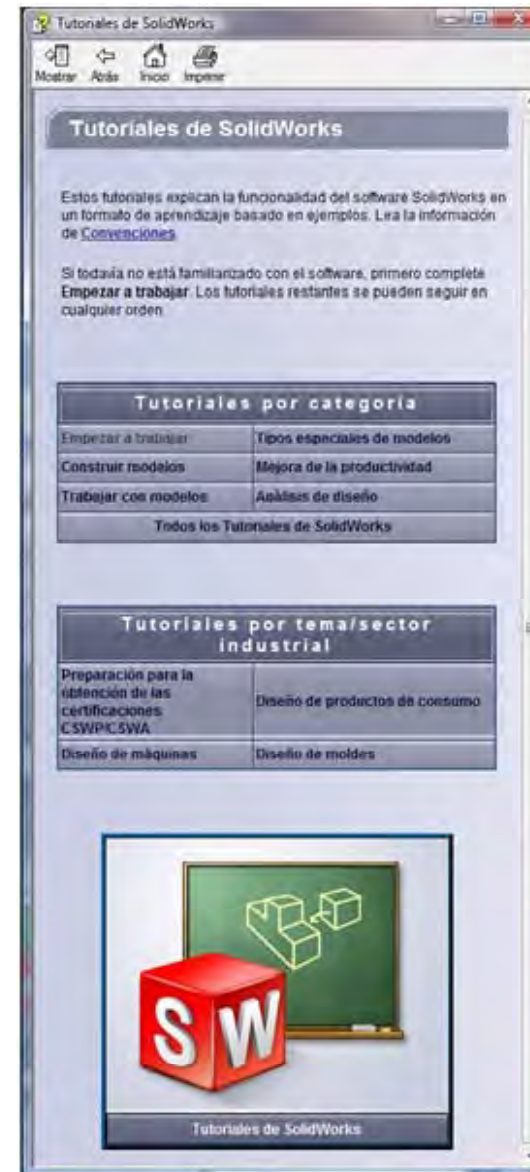 Tutoriales de SolidWorks
Mostrar Atrás Inicio Imprimir
Tutoriales de SolidWorks
Estos tutoriales explican la funcionalidad del software SolidWorks en
un formato de aprendizaje basado en ejemplos. Lea la información
de Convenciones.
Si todavía no está familiarizado con el software, primero complete
Empezar a trabajar. Los tutoriales restantes se pueden seguir en
cualquier orden.
Tutoriales por categoría
Empezar a trabajar Tipos especiales de modelos
Construir modelos Mejora de la productividad
Trabajar con modelos Análisis de diseño
Todos los Tutoriales de SolidWorks
Tutoriales por tema/sector
industrial
Preparación para la
obtención de las
certificaciones
CSWP/CSWA
Diseño de productos de consumo
Diseño de máquinas Diseño de moldes
S W
Tutoriales de SolidWorks